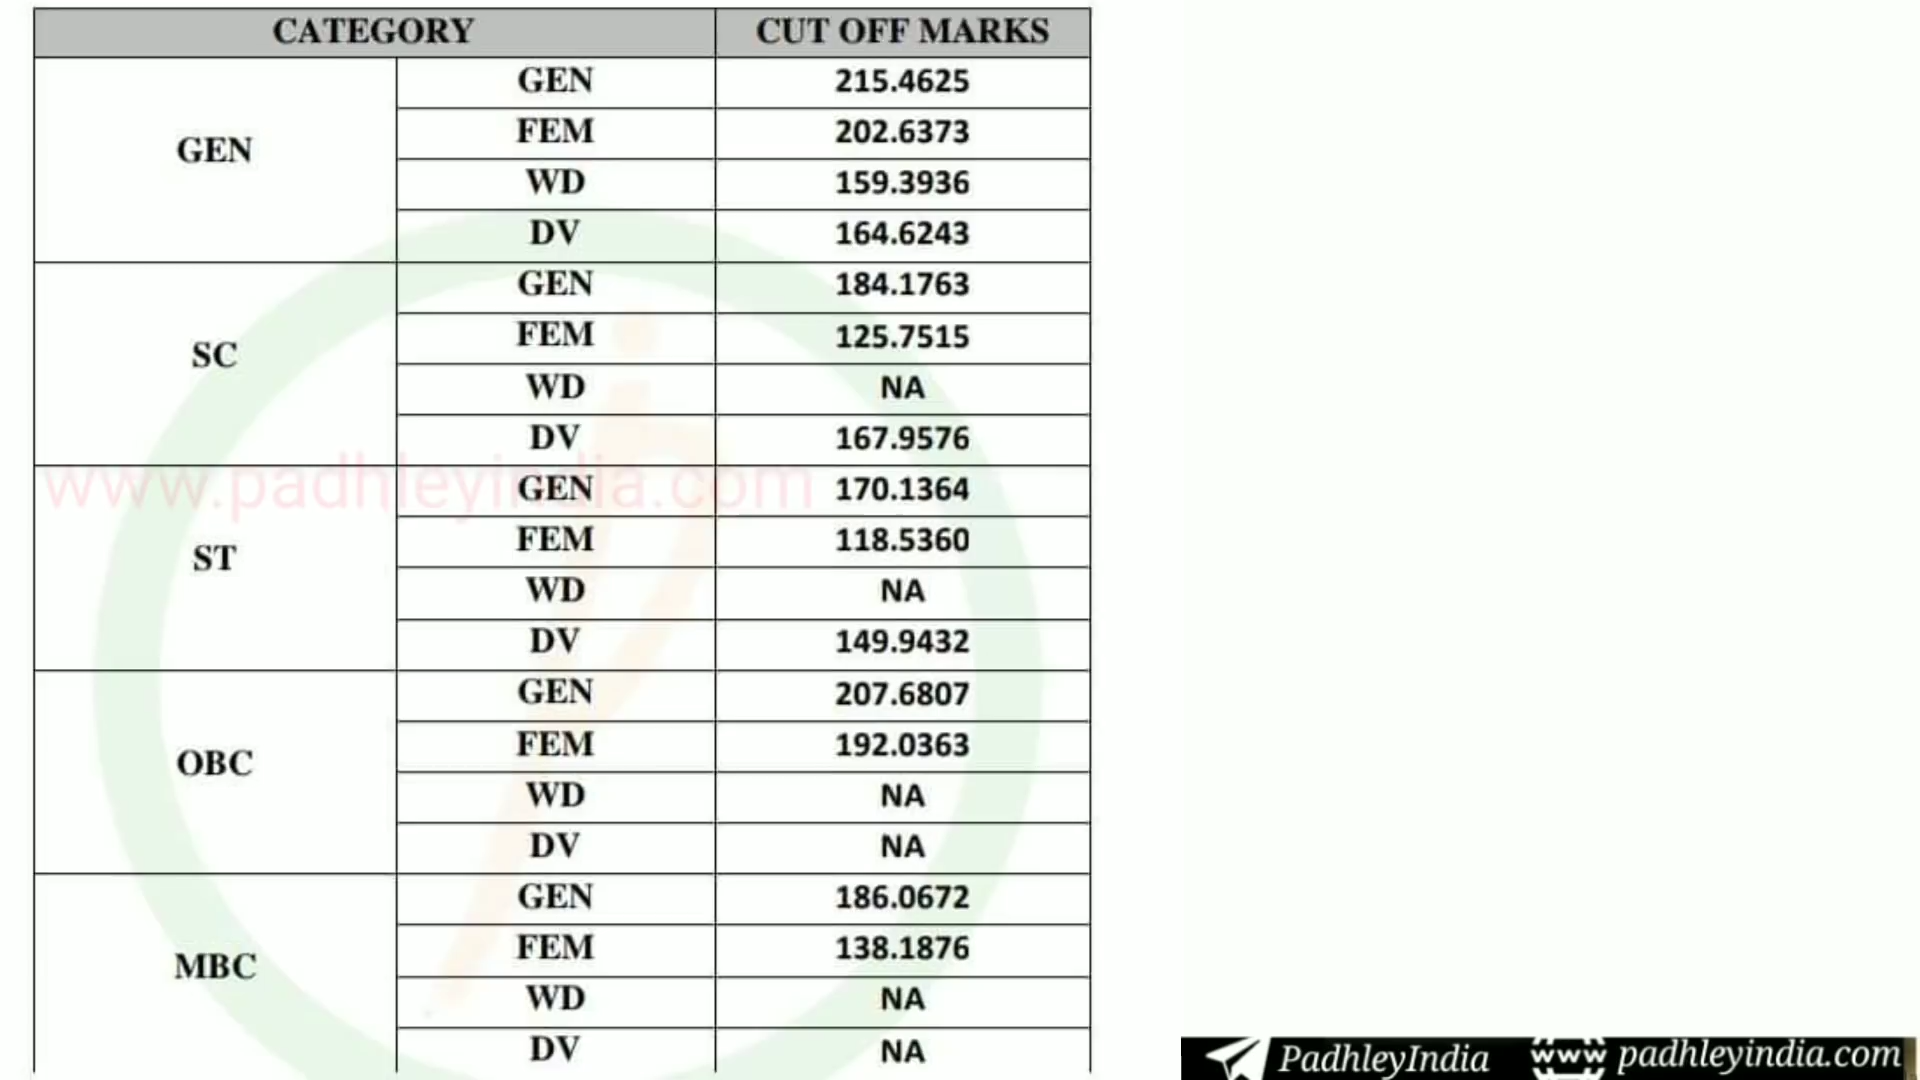 CATEGORY CUT OFF MARKS
GEN GEN 215.4625
FEM 202.6373
WD 159.3936
DV 164.6243
SC GEN 184.1763
FEM 125.7515
WD NA
DV 167.9576
www.padhleyindia.com
ST GEN 170.1364
FEM 118.5360
WD NA
DV 149.9432
OBC GEN 207.6807
FEM 192.0363
WD NA
DV NA
MBC GEN 186.0672
FEM 138.1876
WD NA
DV NA
PadhleyIndia www padhleyindia.com